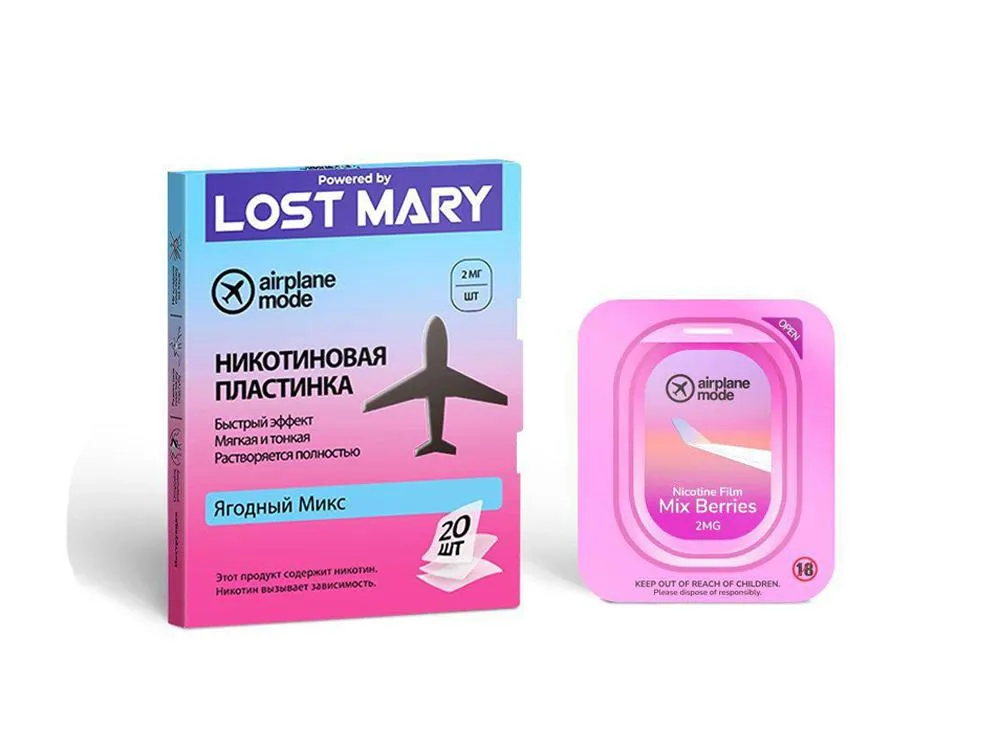 Powered by
LOST MARY
airplane
mode
2 МГ
ШТ
НИКОТИНОВАЯ
ПЛАСТИНКА
Быстрый эффект
Мягкая и тонкая
Растворяется полностью
Ягодный Микс
20
ШТ
Этот продукт содержит никотин.
Никотин вызывает зависимость.
Инструкция
OPEN
airplane
mode
Nicotine Film
Mix Berries
2MG
18
KEEP OUT OF REACH OF CHILDREN.
Please dispose of responsibly.